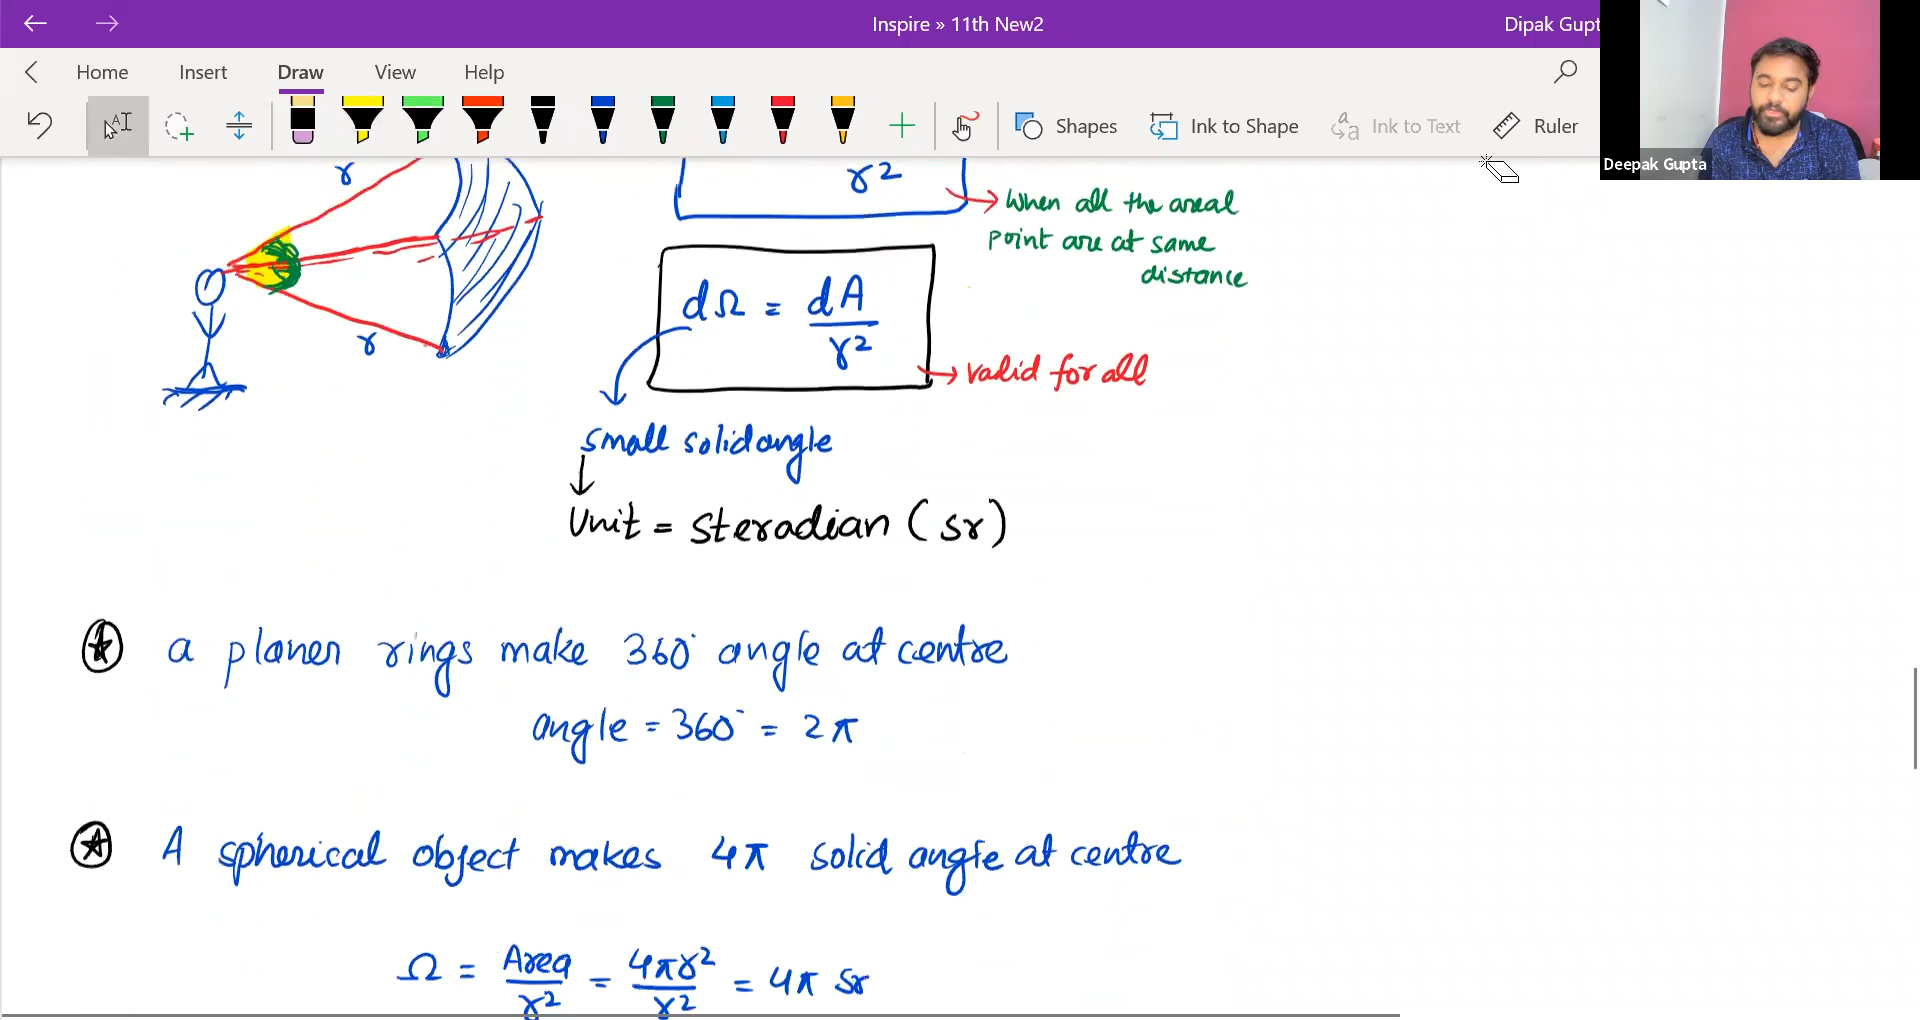 Inspire » 11th New2
Dipak Gupt
Home Insert Draw View Help
Shapes Ink to Shape Ink to Text Ruler
Deepak Gupta
r
r²
→ When all the areal
point are at same
distance
dΩ = dA / r²
r
→ valid for all
small solid angle
Unit = Steradian (sr)
a planer rings make 360° angle at centre
angle = 360° = 2π
A spherical object makes 4π solid angle at centre
Ω = Area / r² = 4πr² / r² = 4π sr